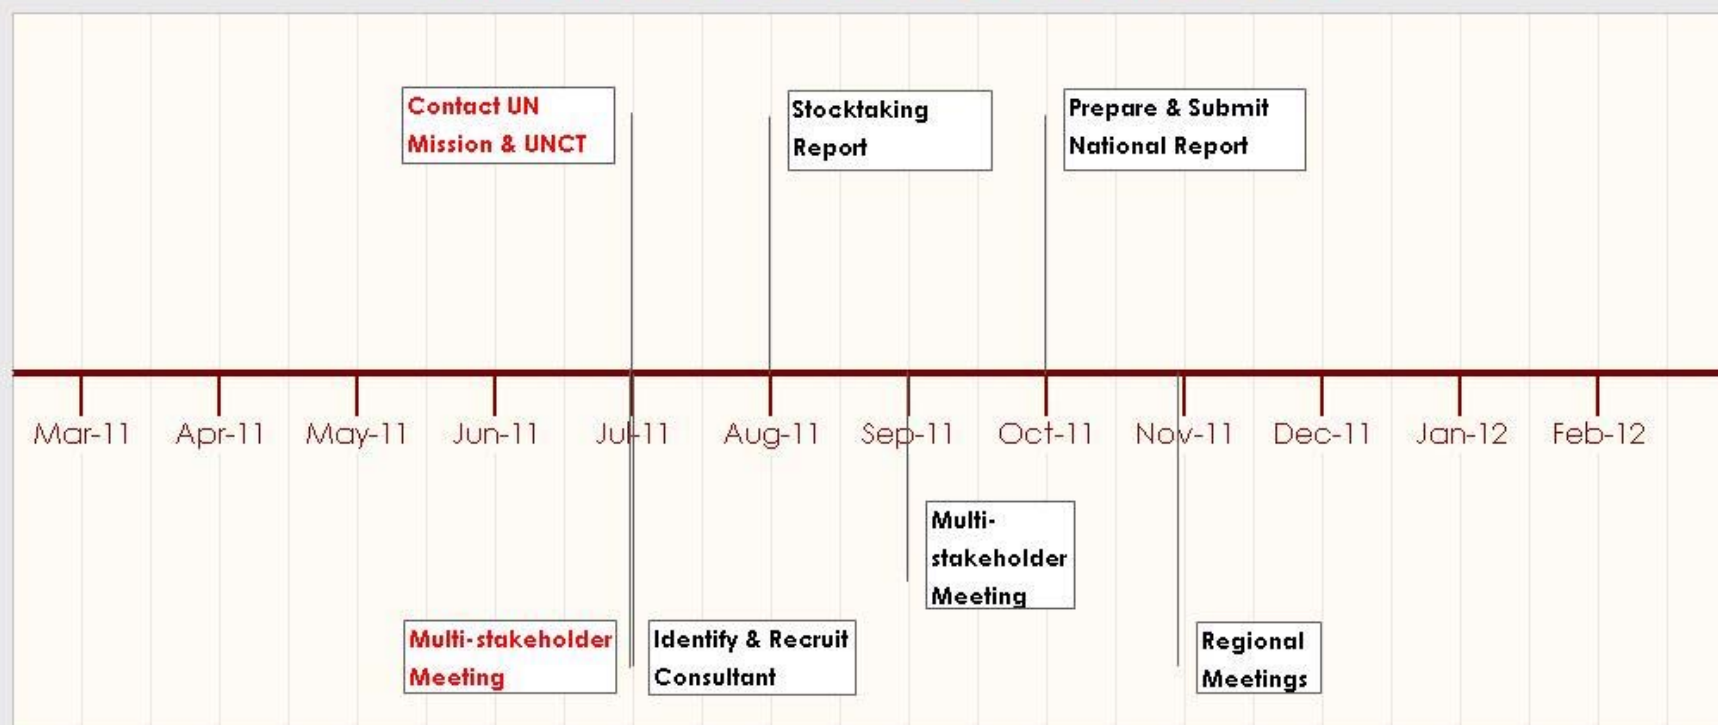 Contact UN
Mission & UNCT
Stocktaking
Report
Prepare & Submit
National Report
Mar-11
Apr-11
May-11
Jun-11
Jul-11
Aug-11
Sep-11
Oct-11
Nov-11
Dec-11
Jan-12
Feb-12
Multi-
stakeholder
Meeting
Multi-stakeholder
Meeting
Identify & Recruit
Consultant
Regional
Meetings